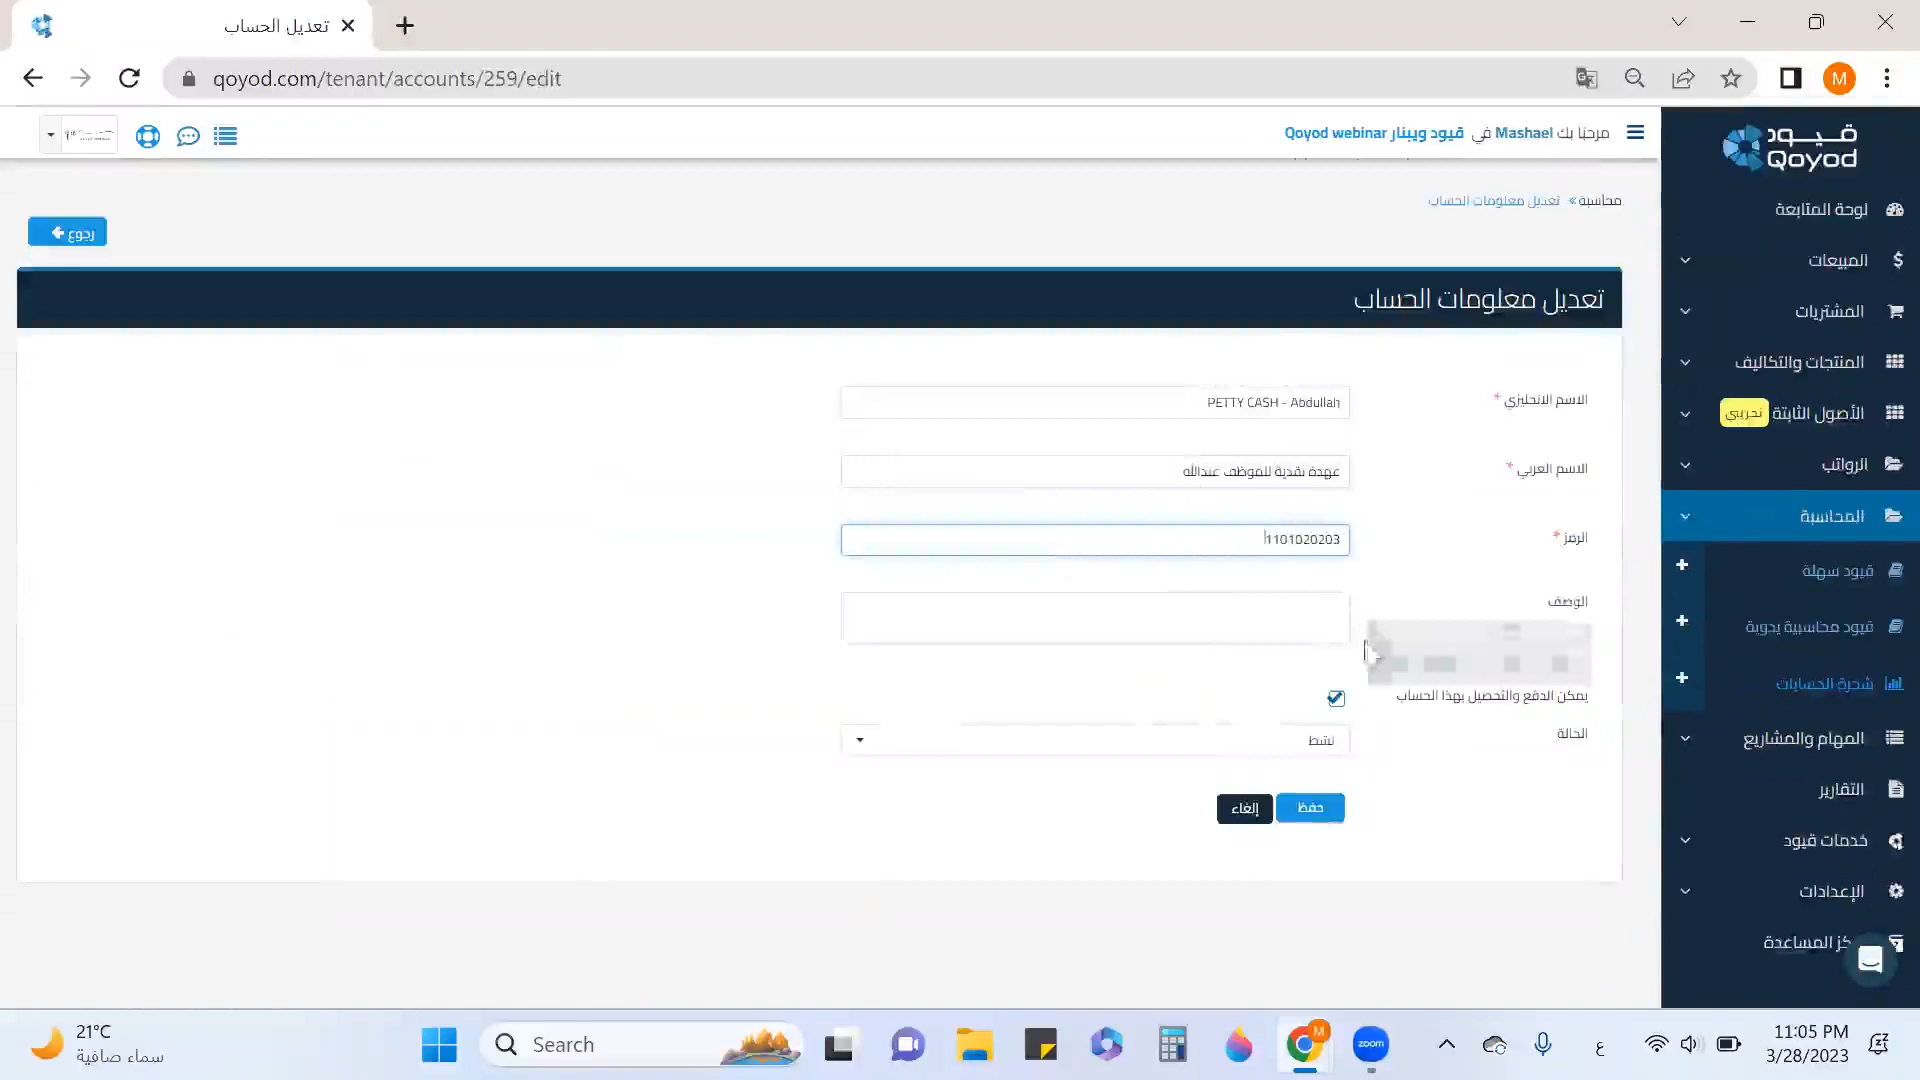 تعديل الحساب
qoyod.com/tenant/accounts/259/edit
M
مرحبًا بك Mashael في قيود ويبنار Qoyod webinar
قيود
Qoyod
محاسبة » تعديل معلومات الحساب
رجوع
تعديل معلومات الحساب
الاسم الانجليزي *
PETTY CASH - Abdullah
الاسم العربي *
عهدة نقدية للموظف عبدالله
الرمز *
1101020203
الوصف
يمكن الدفع والتحصيل بهذا الحساب
الحالة
نشط
حفظ
إلغاء
لوحة المتابعة
المبيعات
المشتريات
المنتجات والتكاليف
الأصول الثابتة تجريبي
الرواتب
المحاسبة
قيود سهلة
قيود محاسبية يدوية
شجرة الحسابات
المهام والمشاريع
التقارير
خدمات قيود
الإعدادات
كز المساعدة
21°C
سماء صافية
Search
M
zoom
ع
11:05 PM
3/28/2023